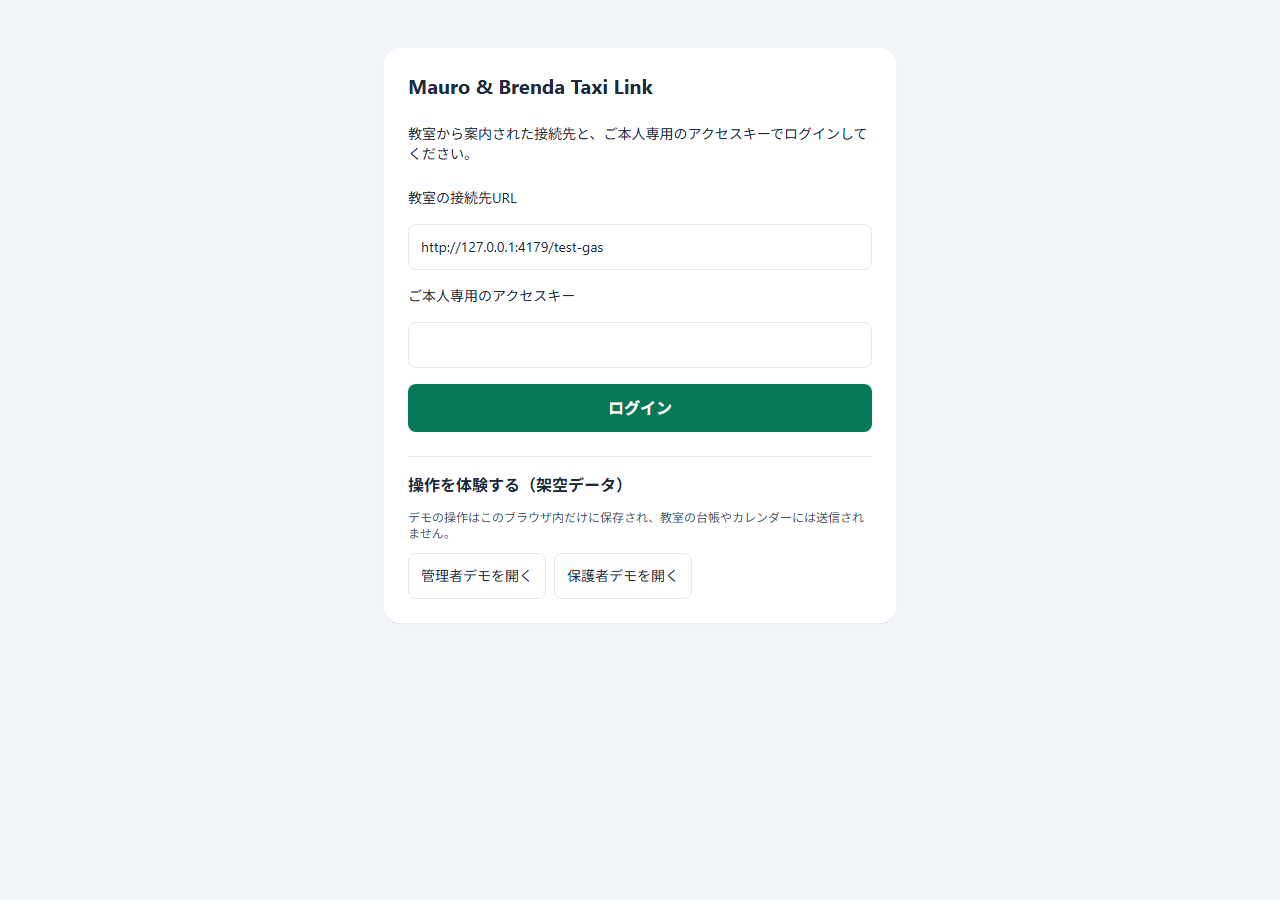 Mauro & Brenda Taxi Link
教室から案内された接続先と、ご本人専用のアクセスキーでログインして
ください。
教室の接続先URL
http://127.0.0.1:4179/test-gas
ご本人専用のアクセスキー
ログイン
操作を体験する（架空データ）
デモの操作はこのブラウザ内だけに保存され、教室の台帳やカレンダーには送信され
ません。
管理者デモを開く 保護者デモを開く